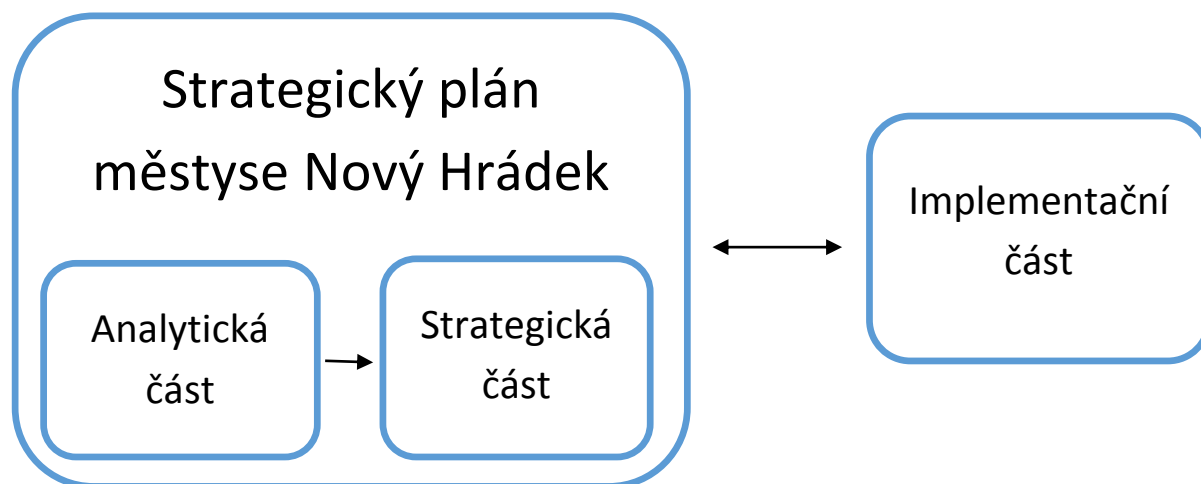 Strategický plán
městyse Nový Hrádek
Analytická
část
Strategická
část
Implementační
část